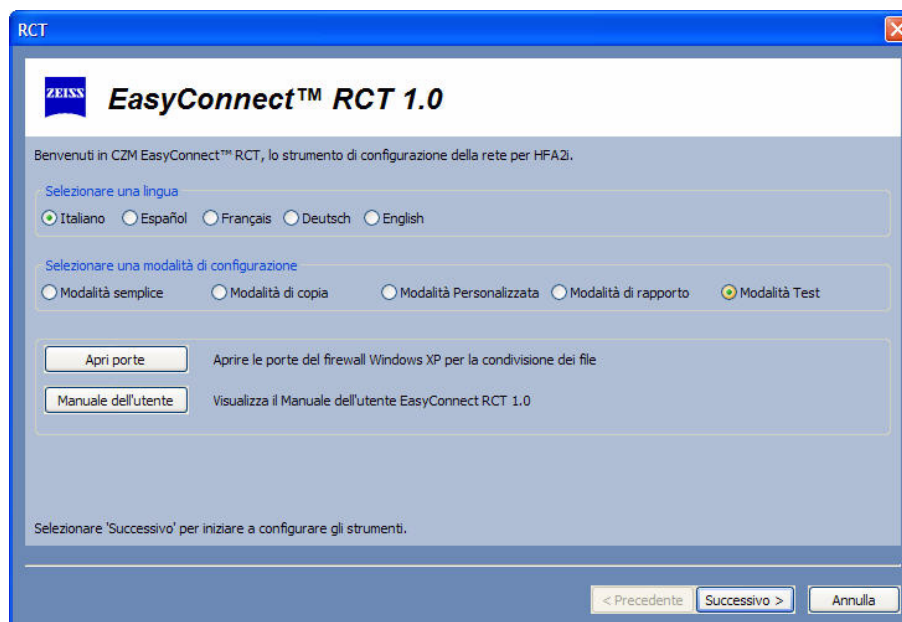 RCT
ZEISS
EasyConnect™ RCT 1.0
Benvenuti in CZM EasyConnect™ RCT, lo strumento di configurazione della rete per HFA2i.
Selezionare una lingua
Italiano Español Français Deutsch English
Selezionare una modalità di configurazione
Modalità semplice Modalità di copia Modalità Personalizzata Modalità di rapporto Modalità Test
Apri porte Aprire le porte del firewall Windows XP per la condivisione dei file
Manuale dell'utente Visualizza il Manuale dell'utente EasyConnect RCT 1.0
Selezionare 'Successivo' per iniziare a configurare gli strumenti.
< Precedente Successivo > Annulla